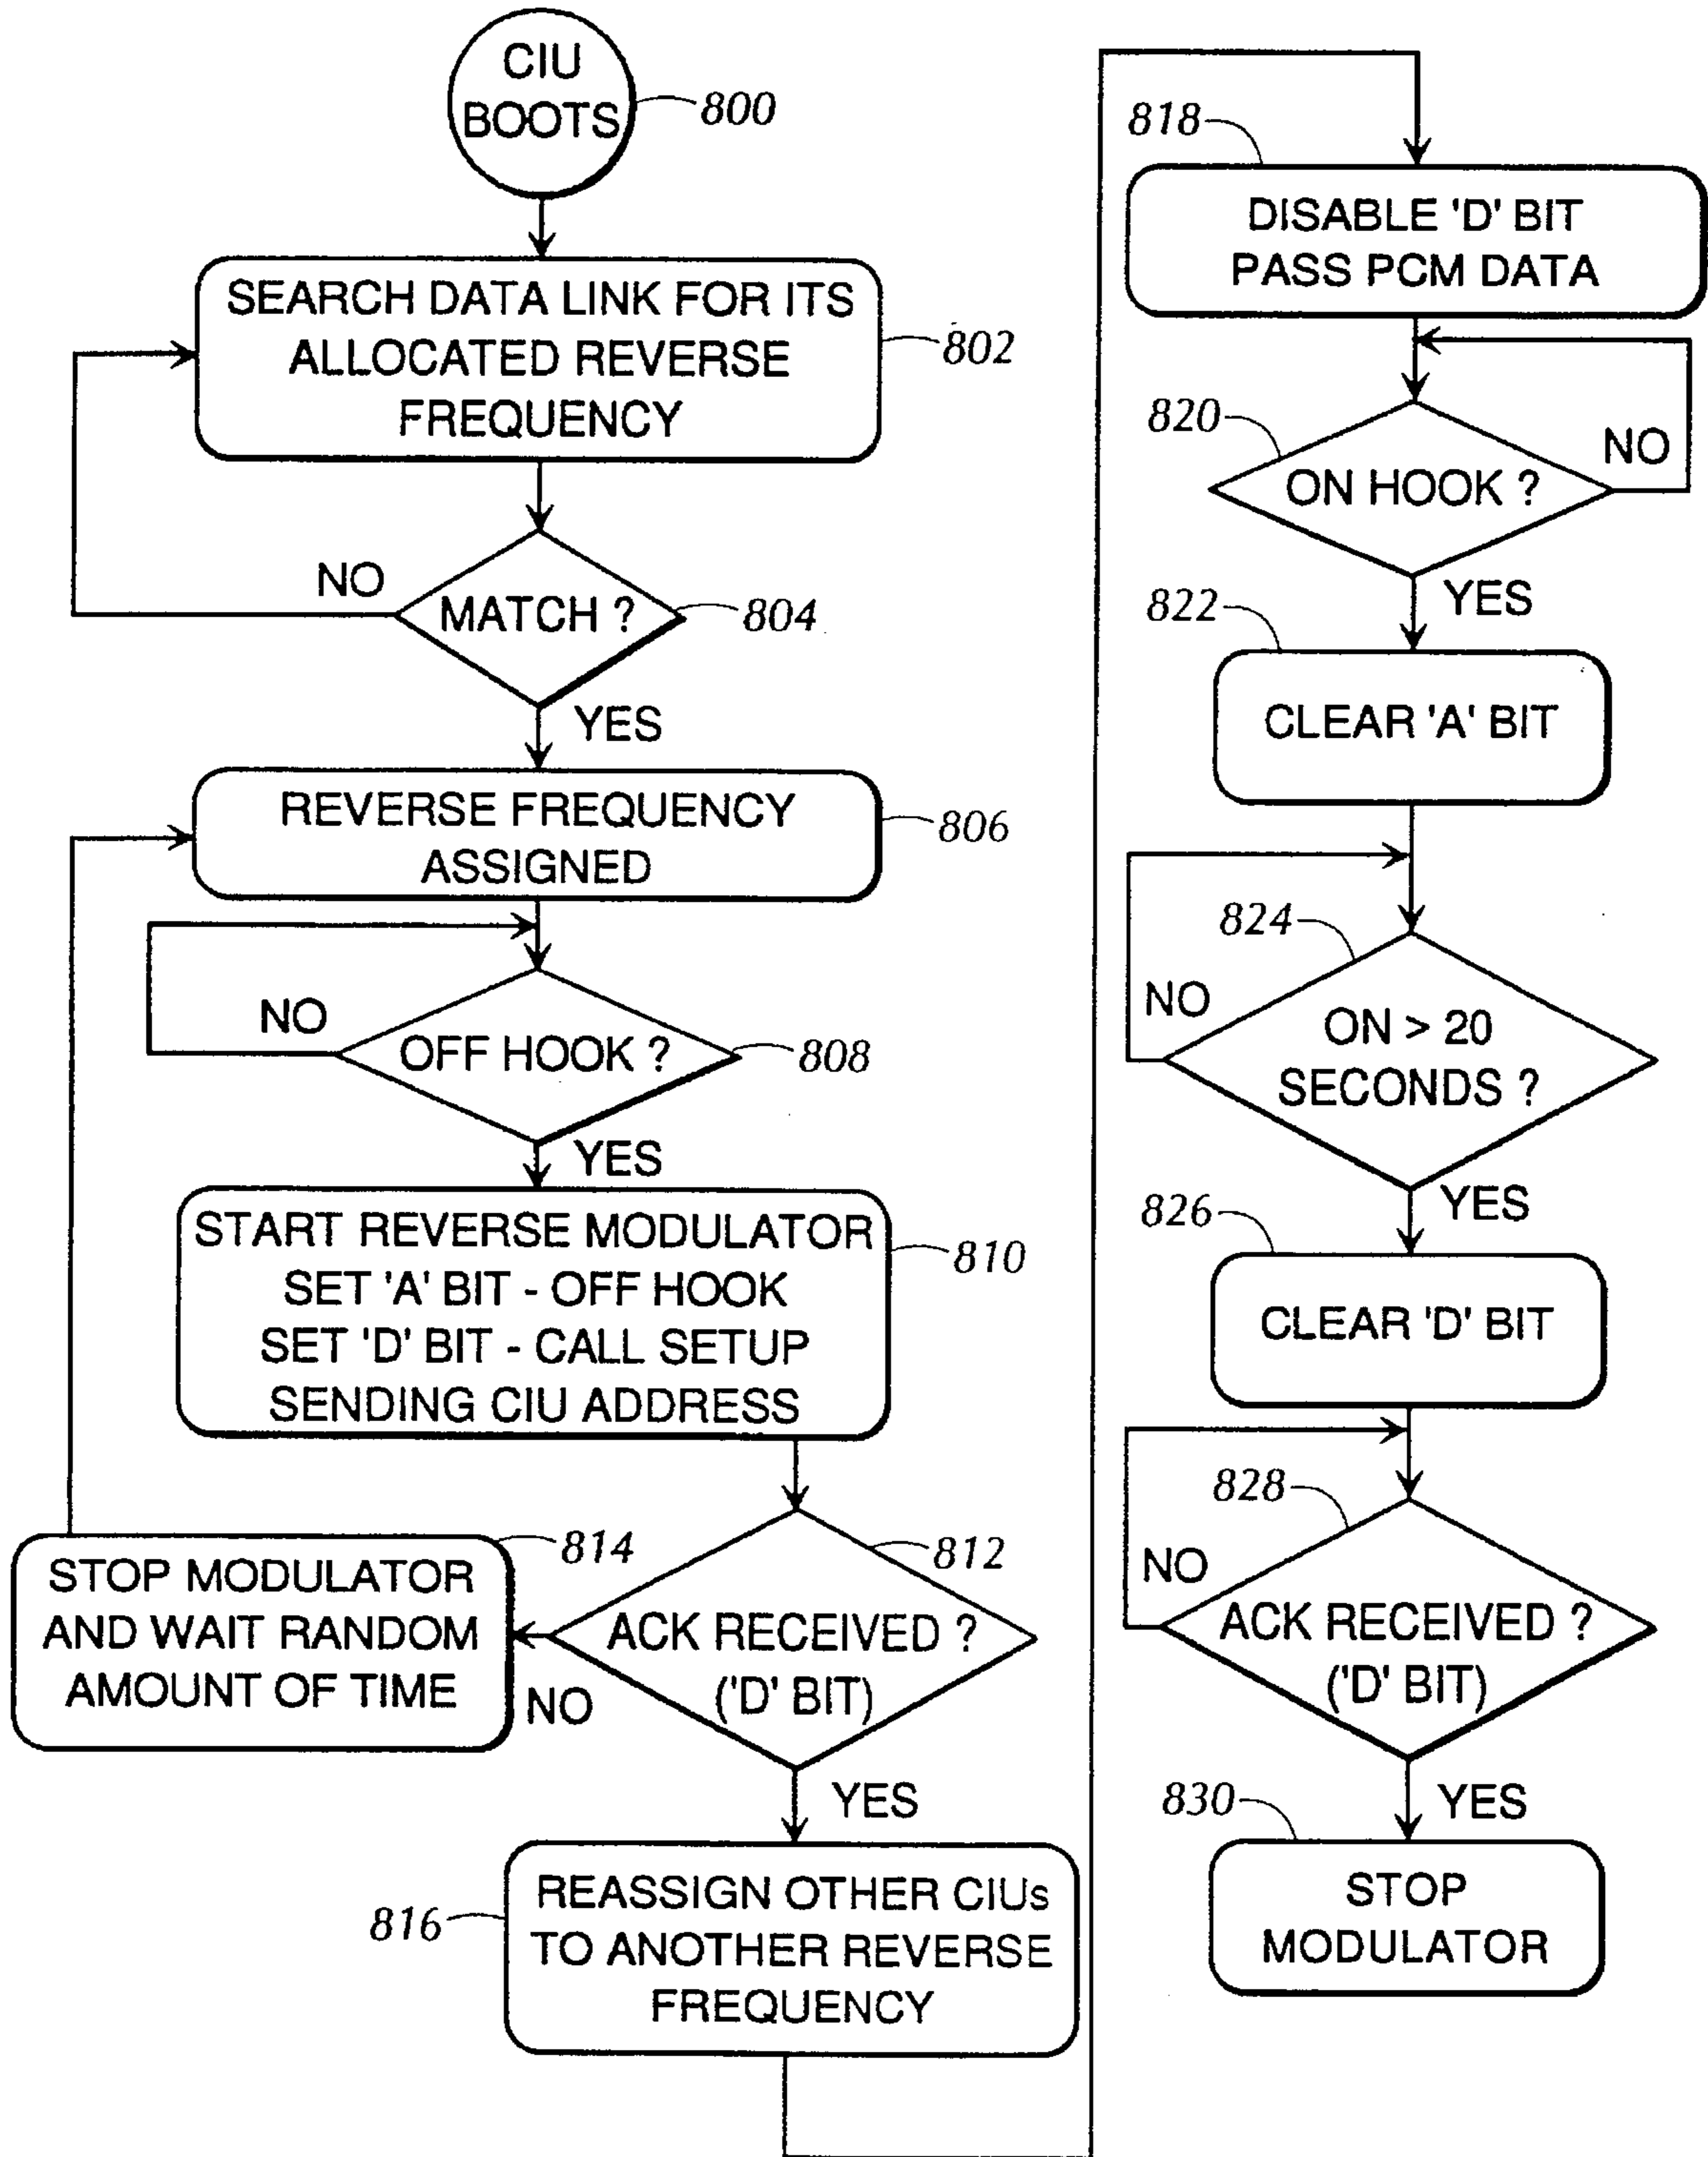 CIU
BOOTS
800
SEARCH DATA LINK FOR ITS
ALLOCATED REVERSE
FREQUENCY
802
NO
MATCH ?
804
YES
REVERSE FREQUENCY
ASSIGNED
806
NO
OFF HOOK ?
808
YES
START REVERSE MODULATOR
SET 'A' BIT - OFF HOOK
SET 'D' BIT - CALL SETUP
SENDING CIU ADDRESS
810
812
ACK RECEIVED ?
('D' BIT)
NO
814
STOP MODULATOR
AND WAIT RANDOM
AMOUNT OF TIME
YES
816
REASSIGN OTHER CIUs
TO ANOTHER REVERSE
FREQUENCY
818
DISABLE 'D' BIT
PASS PCM DATA
820
ON HOOK ?
NO
YES
822
CLEAR 'A' BIT
824
NO
ON > 20
SECONDS ?
YES
826
CLEAR 'D' BIT
828
NO
ACK RECEIVED ?
('D' BIT)
YES
830
STOP
MODULATOR